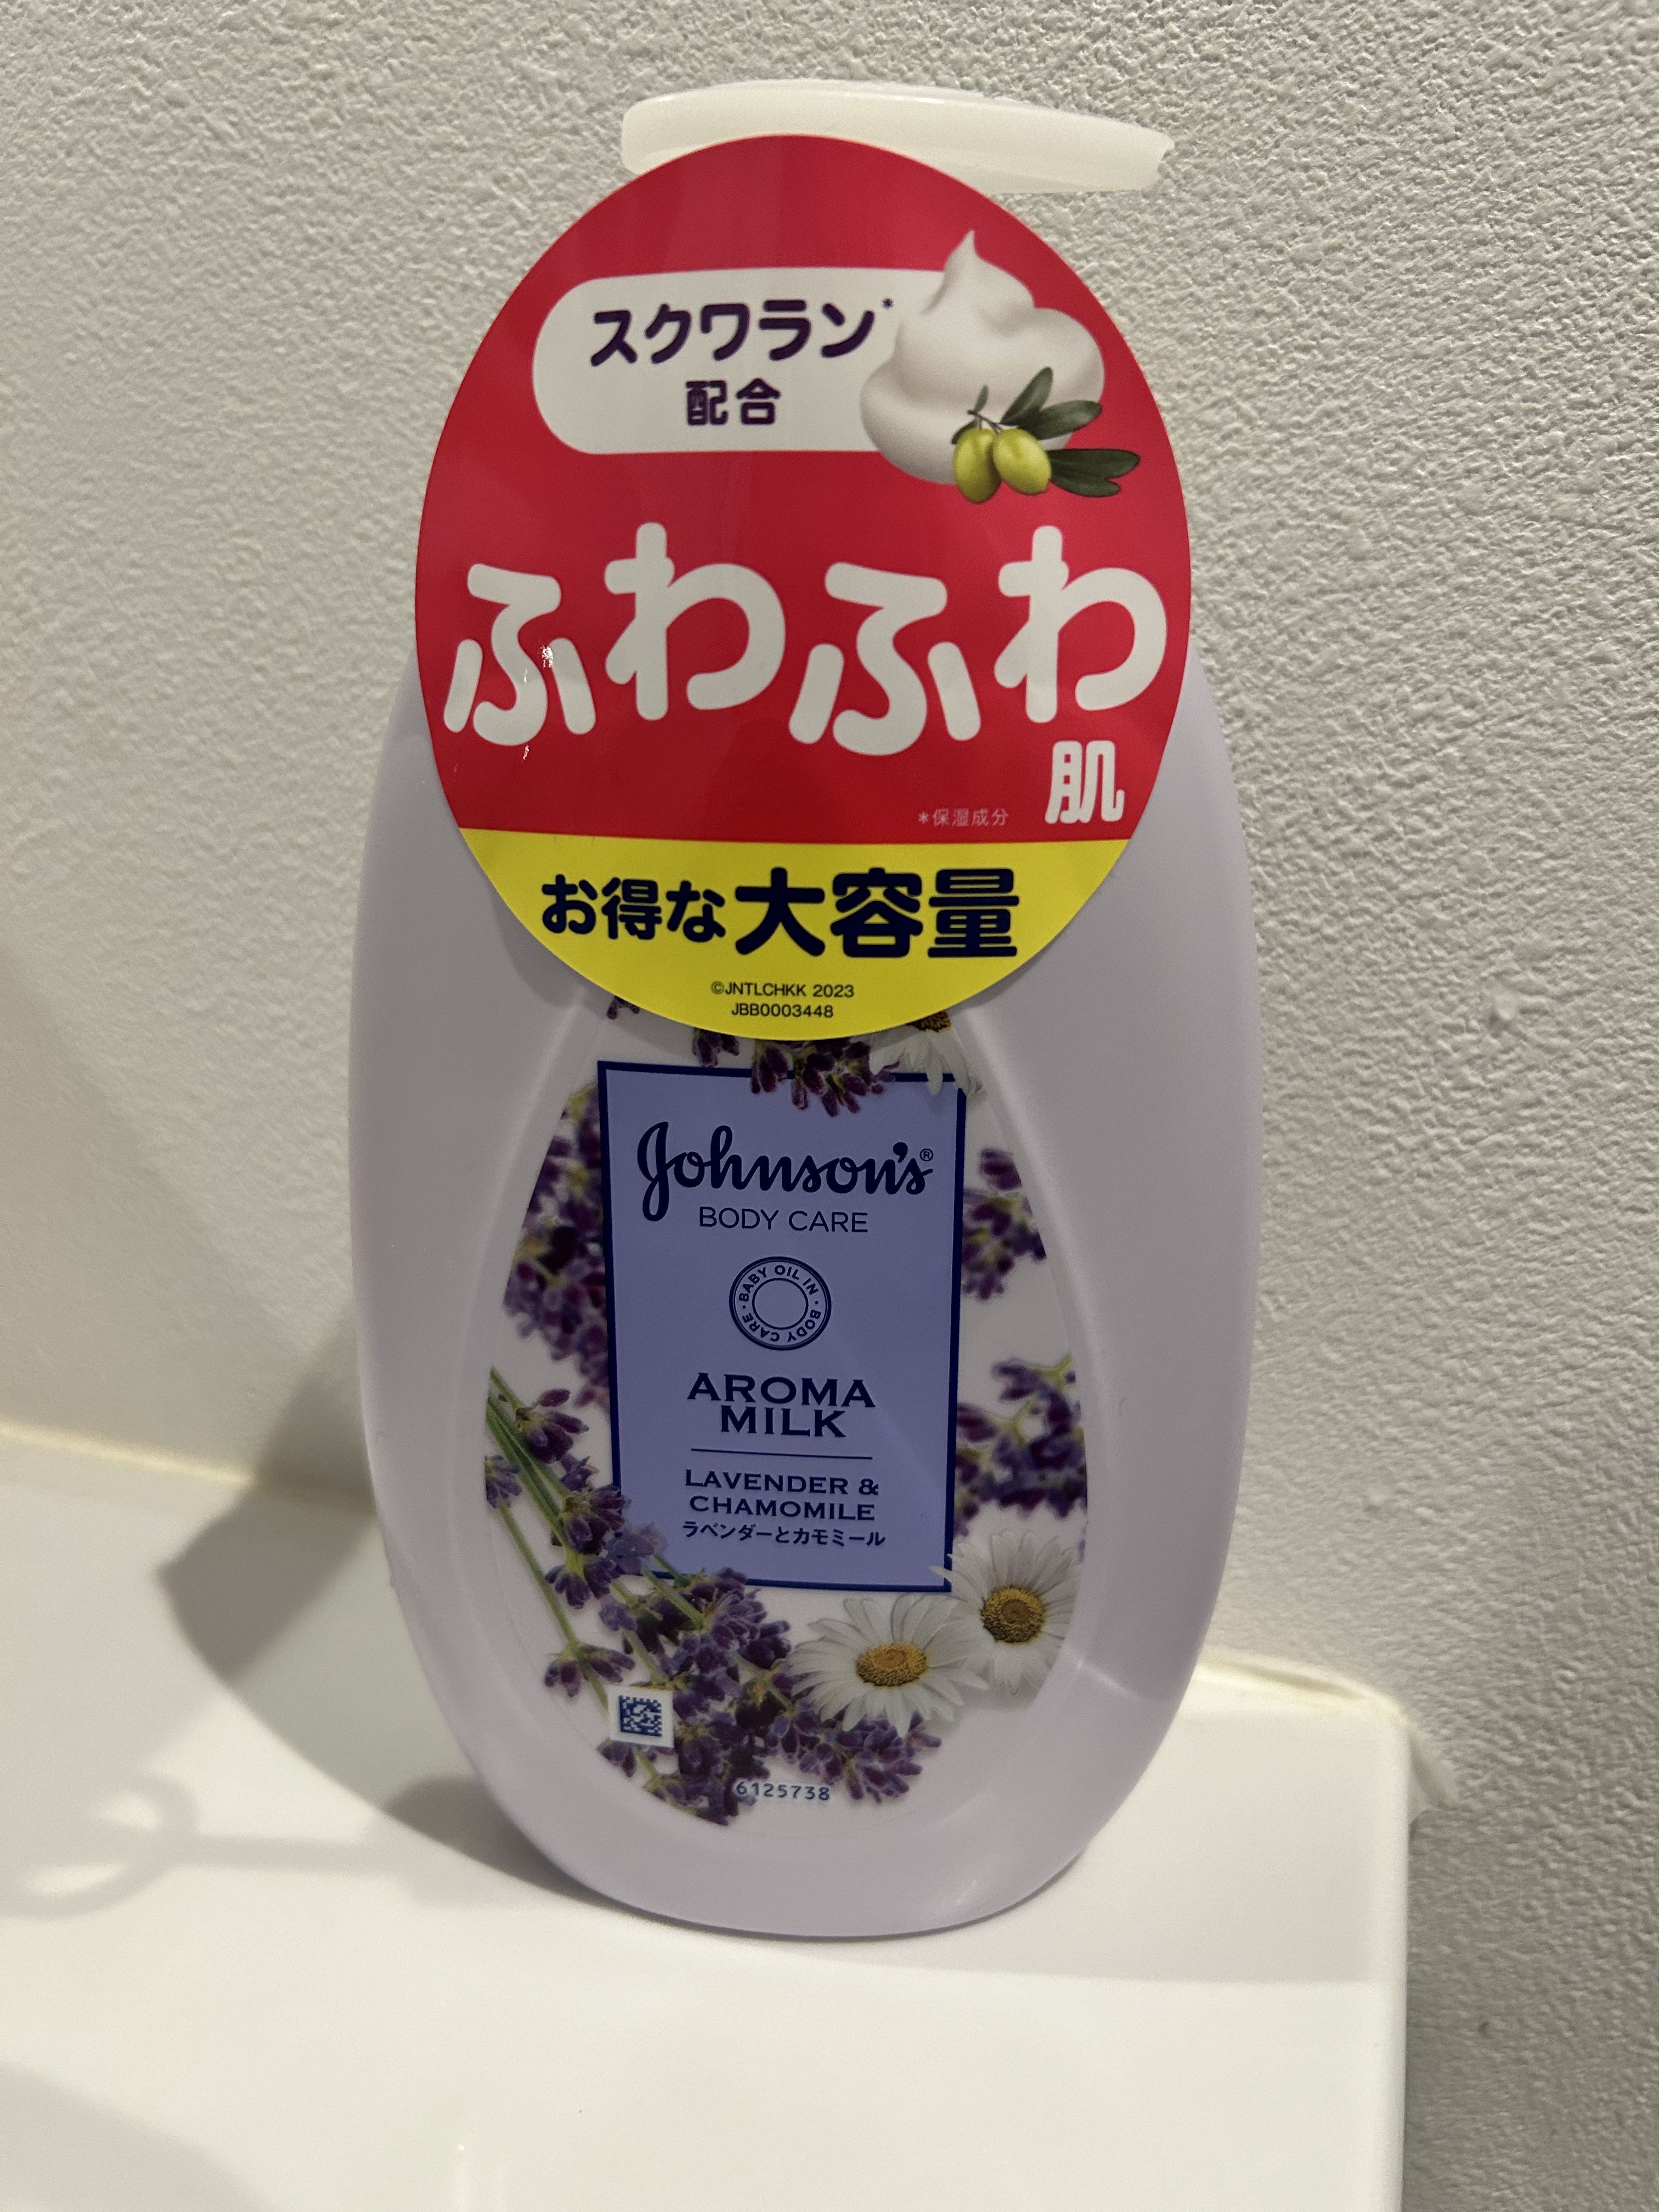 スクワラン*
配合
ふわふわ
肌
*保湿成分
お得な大容量
©JNTLCHKK 2023
JBB0003448
Johnson's®
BODY CARE
BABY OIL IN · BODY CARE ·
AROMA
MILK
LAVENDER &
CHAMOMILE
ラベンダーとカモミール
6125738